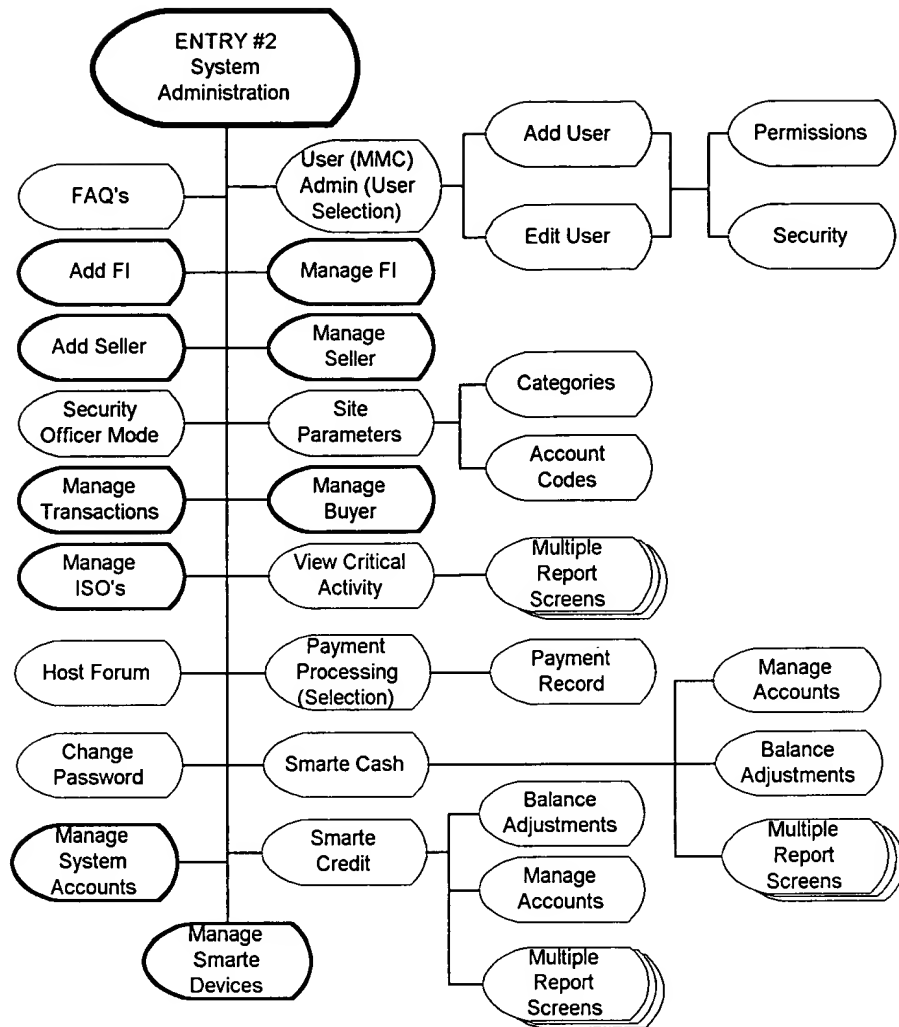 ENTRY #2
System
Administration
FAQ's
User (MMC)
Admin (User
Selection)
Add User
Edit User
Permissions
Security
Add FI
Manage FI
Add Seller
Manage
Seller
Security
Officer Mode
Site
Parameters
Categories
Account
Codes
Manage
Transactions
Manage
Buyer
Manage
ISO's
View Critical
Activity
Multiple
Report
Screens
Host Forum
Payment
Processing
(Selection)
Payment
Record
Change
Password
Smarte Cash
Manage
Accounts
Balance
Adjustments
Multiple
Report
Screens
Manage
System
Accounts
Smarte
Credit
Balance
Adjustments
Manage
Accounts
Multiple
Report
Screens
Manage
Smarte
Devices